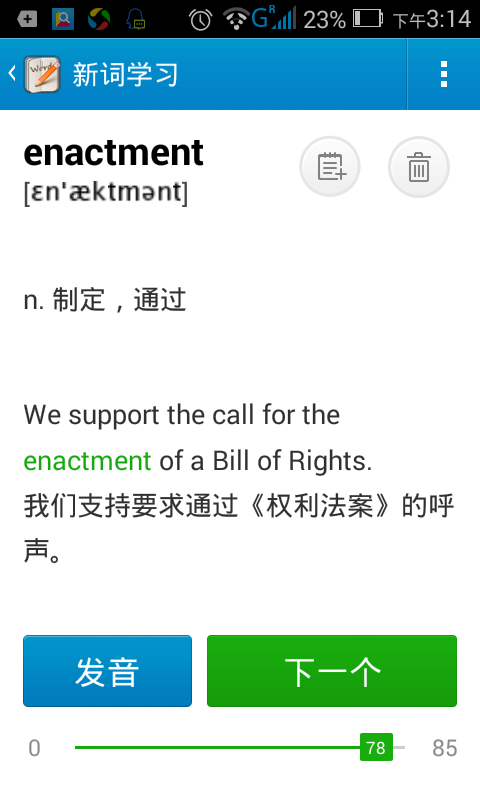 23% 下午3:14
新词学习
enactment
[ɛn'æktmənt]
n. 制定，通过
We support the call for the
enactment of a Bill of Rights.
我们支持要求通过《权利法案》的呼
声。
发音 下一个
0 78 85